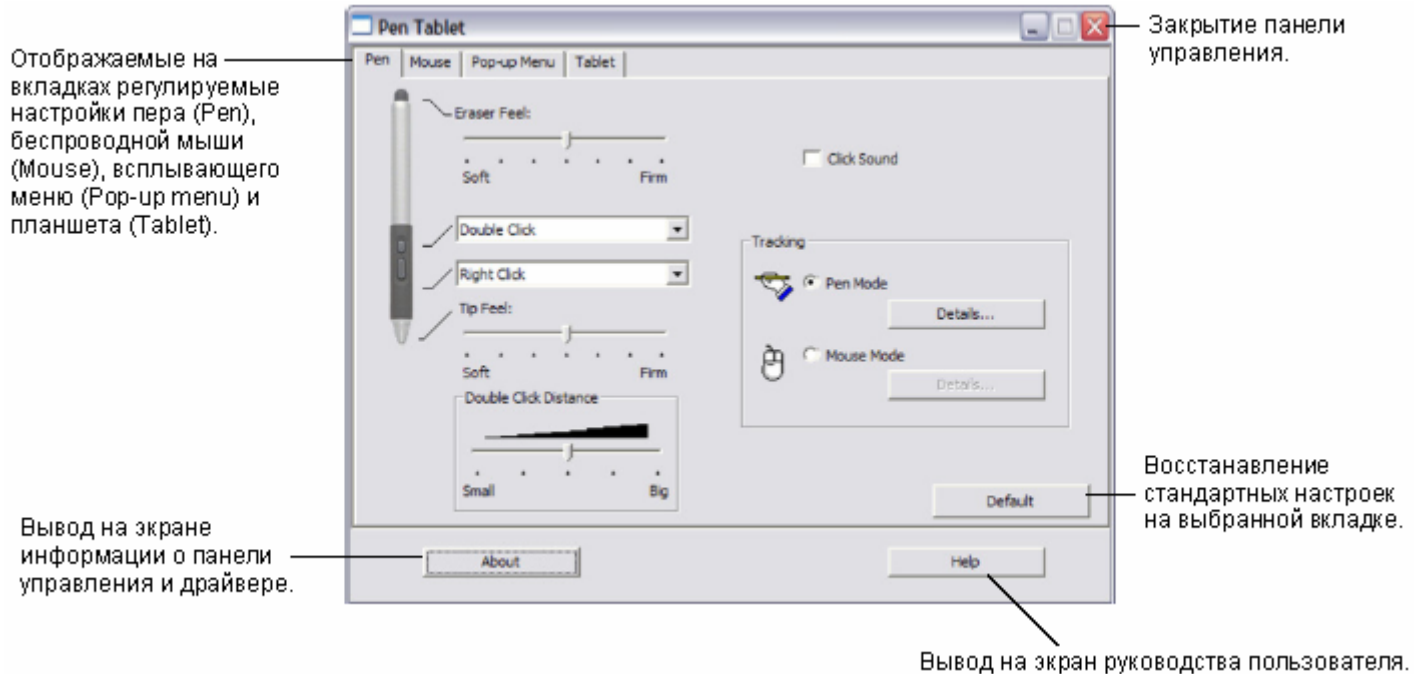 Pen Tablet
Закрытие панели
управления.
Отображаемые на
вкладках регулируемые
настройки пера (Pen),
беспроводной мыши
(Mouse), всплывающего
меню (Pop-up menu) и
планшета (Tablet).
Pen Mouse Pop-up Menu Tablet
Eraser Feel:
Soft Firm
Click Sound
Double Click
Right Click
Tip Feel:
Soft Firm
Double Click Distance
Small Big
Tracking
Pen Mode
Details...
Mouse Mode
Details...
Default
Восстанавление
стандартных настроек
на выбранной вкладке.
Вывод на экране
информации о панели
управления и драйвере.
About
Help
Вывод на экран руководства пользователя.